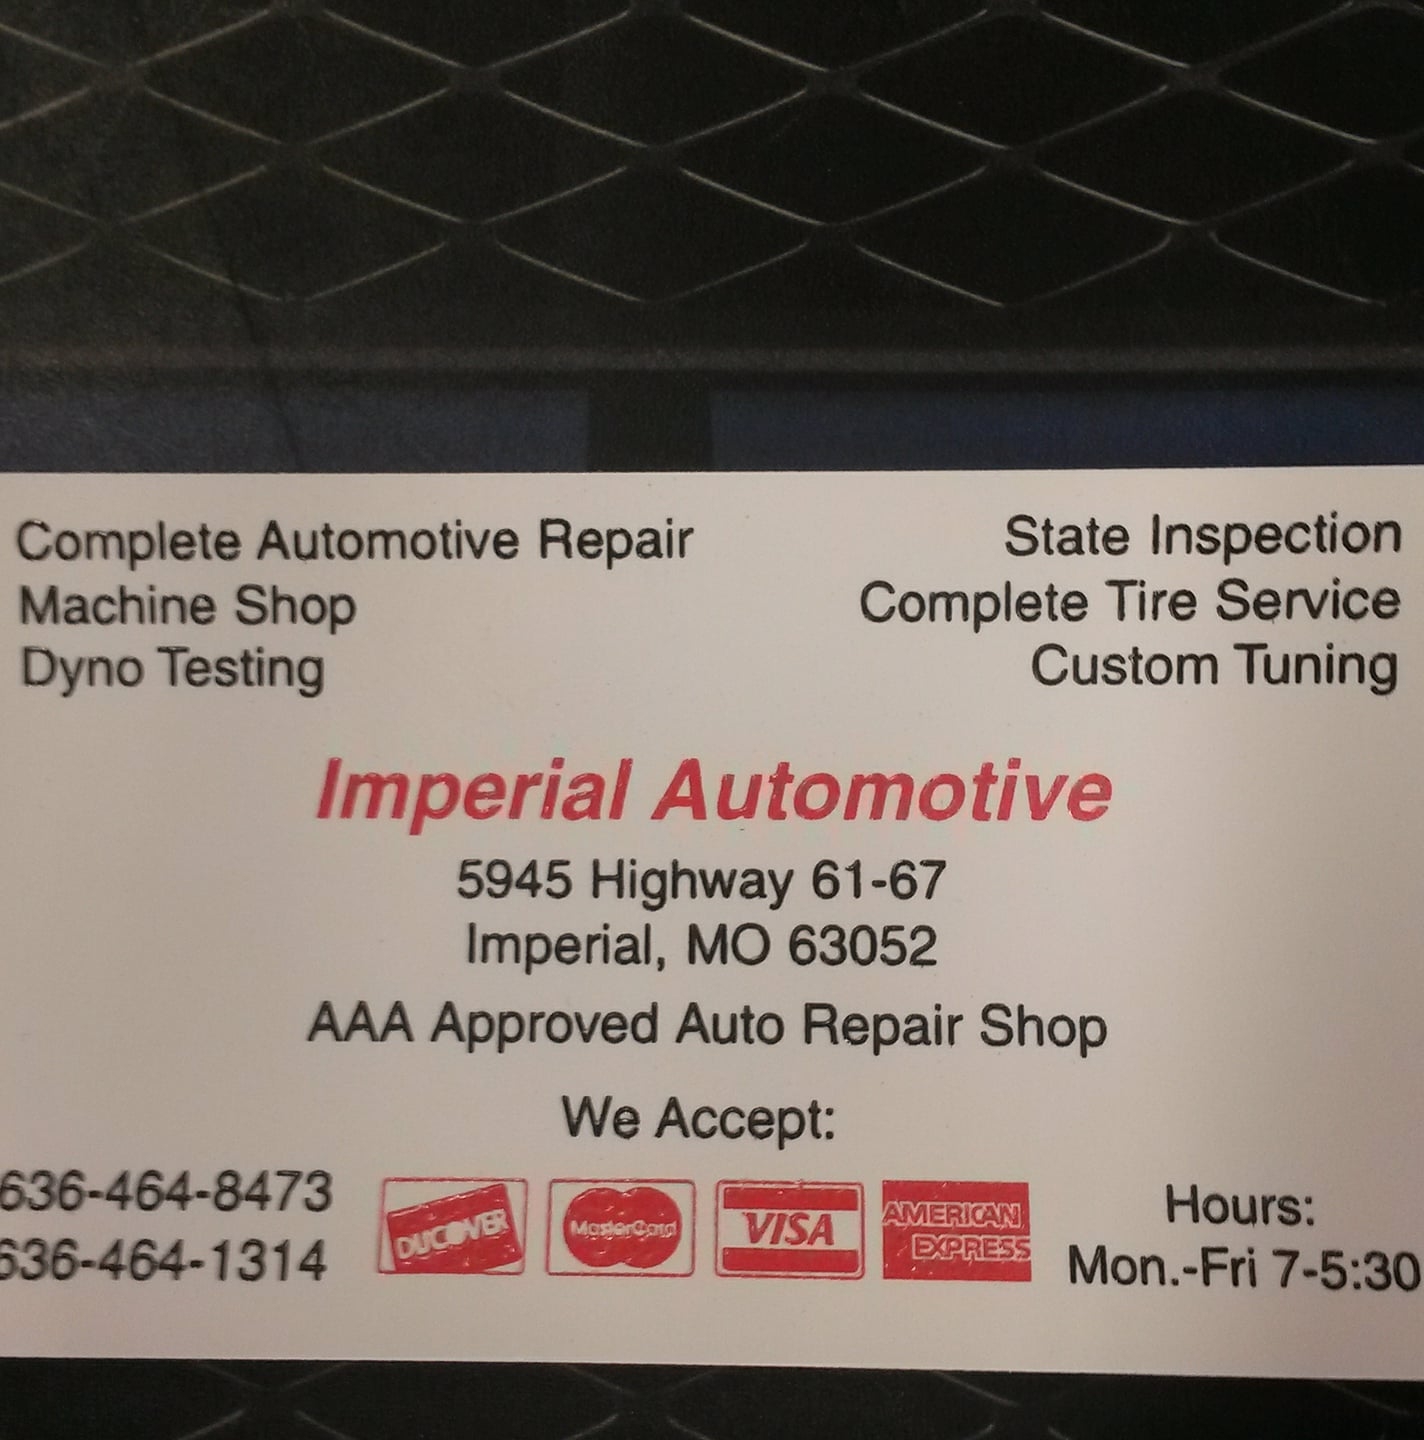 Complete Automotive Repair
Machine Shop
Dyno Testing
State Inspection
Complete Tire Service
Custom Tuning
Imperial Automotive
5945 Highway 61-67
Imperial, MO 63052
AAA Approved Auto Repair Shop
We Accept:
636-464-8473
636-464-1314
DISCOVER
MasterCard
VISA
AMERICAN
EXPRESS
Hours:
Mon.-Fri 7-5:30